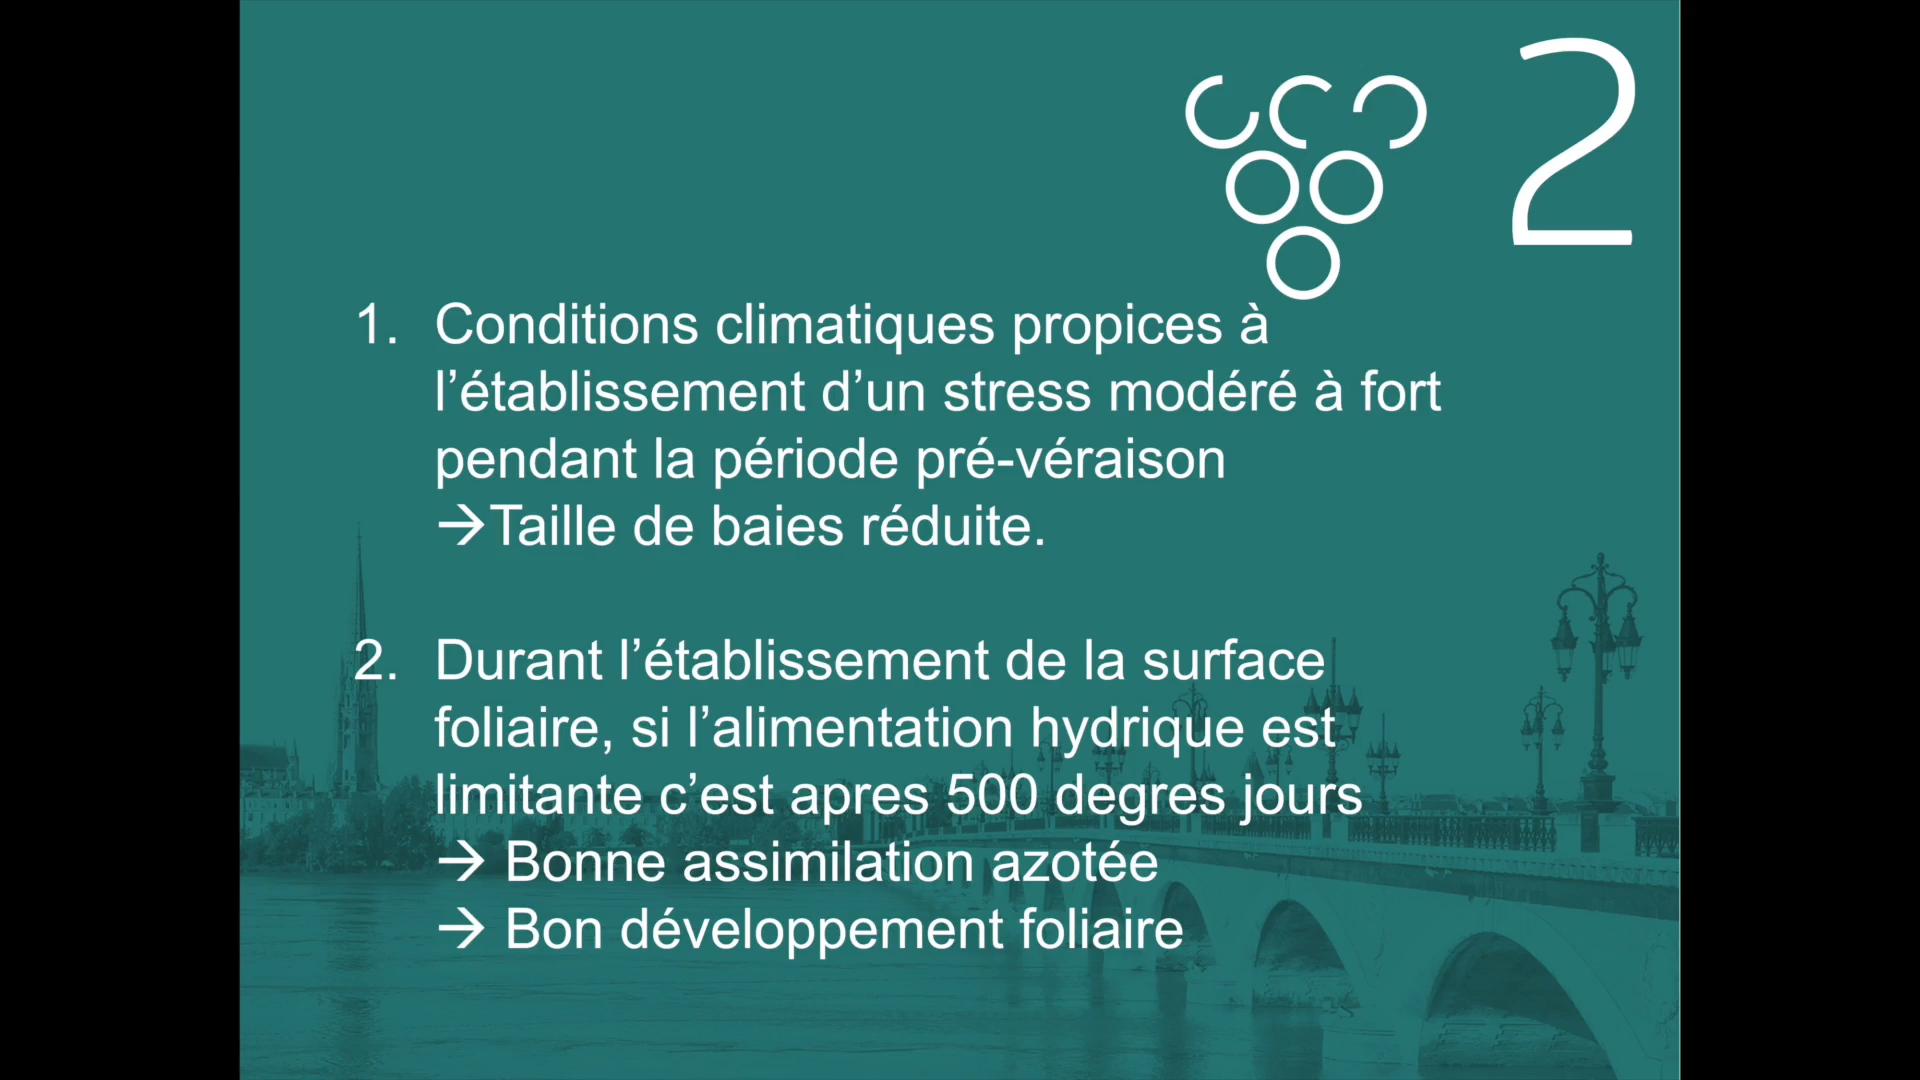 2
1. Conditions climatiques propices à
l’établissement d’un stress modéré à fort
pendant la période pré-véraison
→Taille de baies réduite.
2. Durant l’établissement de la surface
foliaire, si l’alimentation hydrique est
limitante c’est apres 500 degres jours
→ Bonne assimilation azotée
→ Bon développement foliaire